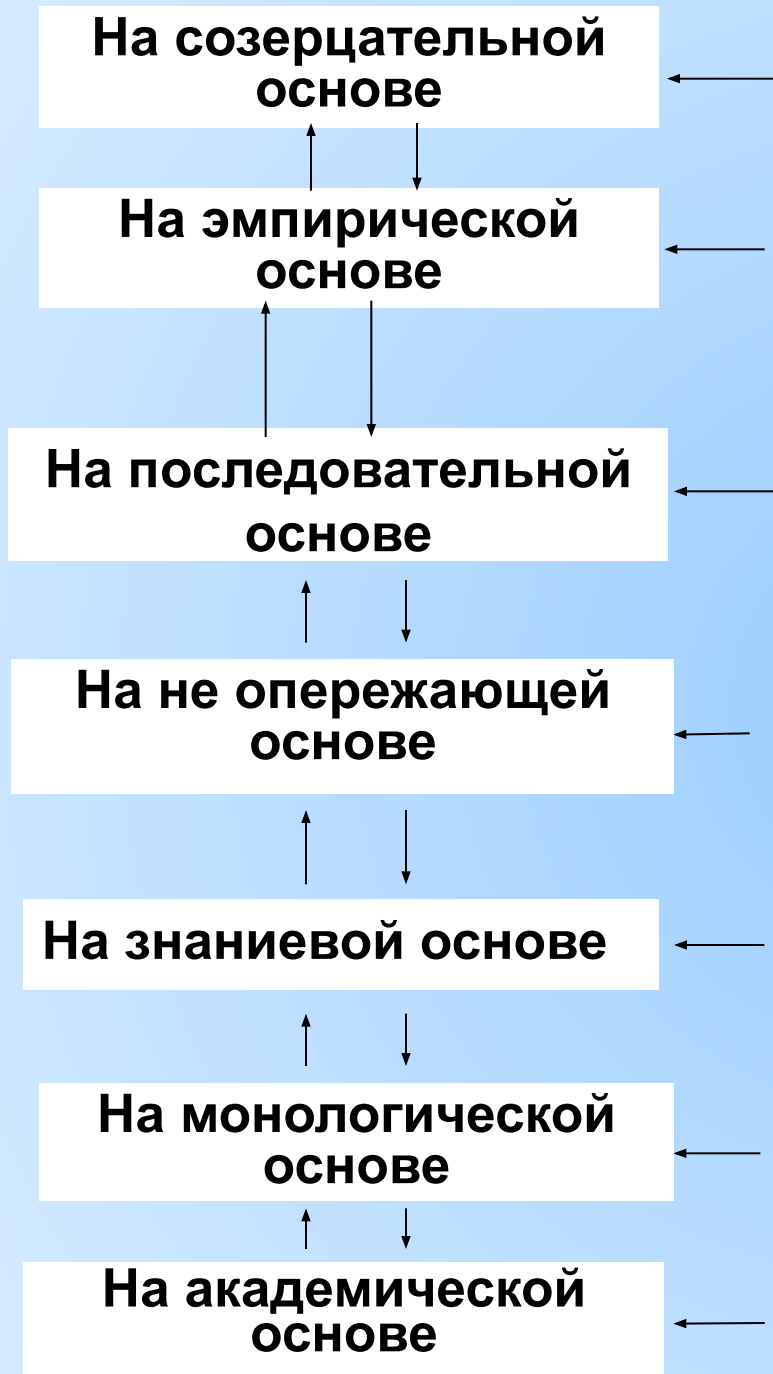 На созерцательной
основе
На эмпирической
основе
На последовательной
основе
На не опережающей
основе
На знаниевой основе
На монологической
основе
На академической
основе